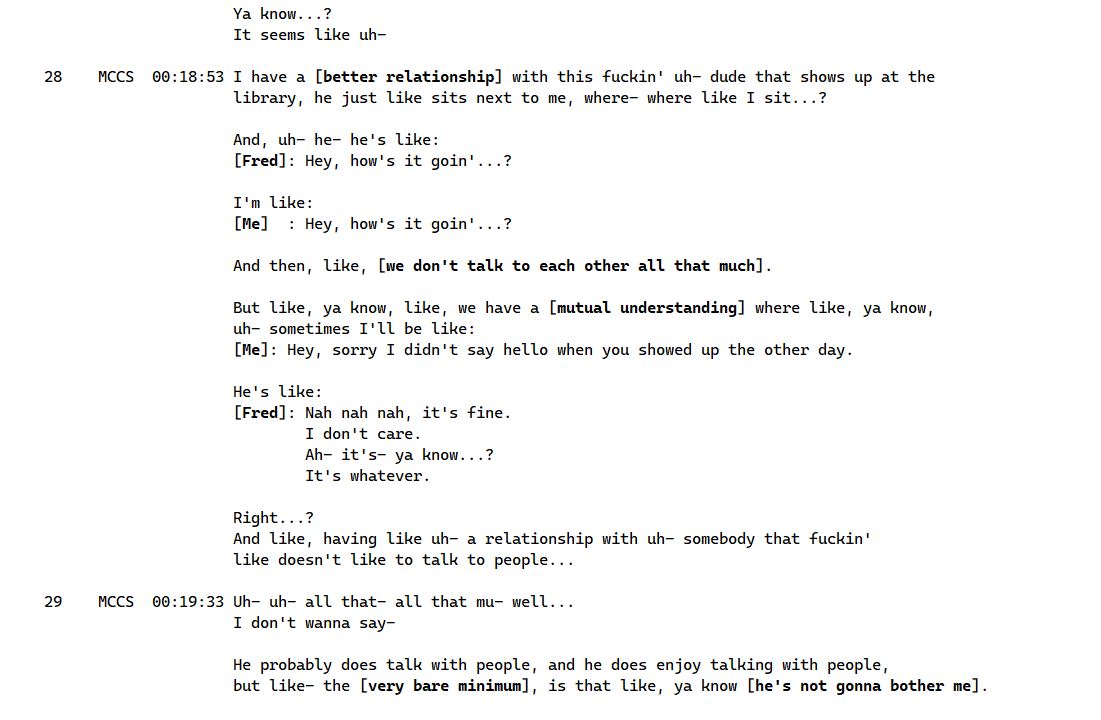 Ya know...?
It seems like uh–
28 MCCS 00:18:53 I have a [better relationship] with this fuckin' uh– dude that shows up at the
library, he just like sits next to me, where– where like I sit...?
And, uh– he– he's like:
[Fred]: Hey, how's it goin'...?
I'm like:
[Me] : Hey, how's it goin'...?
And then, like, [we don't talk to each other all that much].
But like, ya know, like, we have a [mutual understanding] where like, ya know,
uh– sometimes I'll be like:
[Me]: Hey, sorry I didn't say hello when you showed up the other day.
He's like:
[Fred]: Nah nah nah, it's fine.
I don't care.
Ah– it's– ya know...?
It's whatever.
Right...?
And like, having like uh– a relationship with uh– somebody that fuckin'
like doesn't like to talk to people...
29 MCCS 00:19:33 Uh– uh– all that– all that mu– well...
I don't wanna say–
He probably does talk with people, and he does enjoy talking with people,
but like– the [very bare minimum], is that like, ya know [he's not gonna bother me].